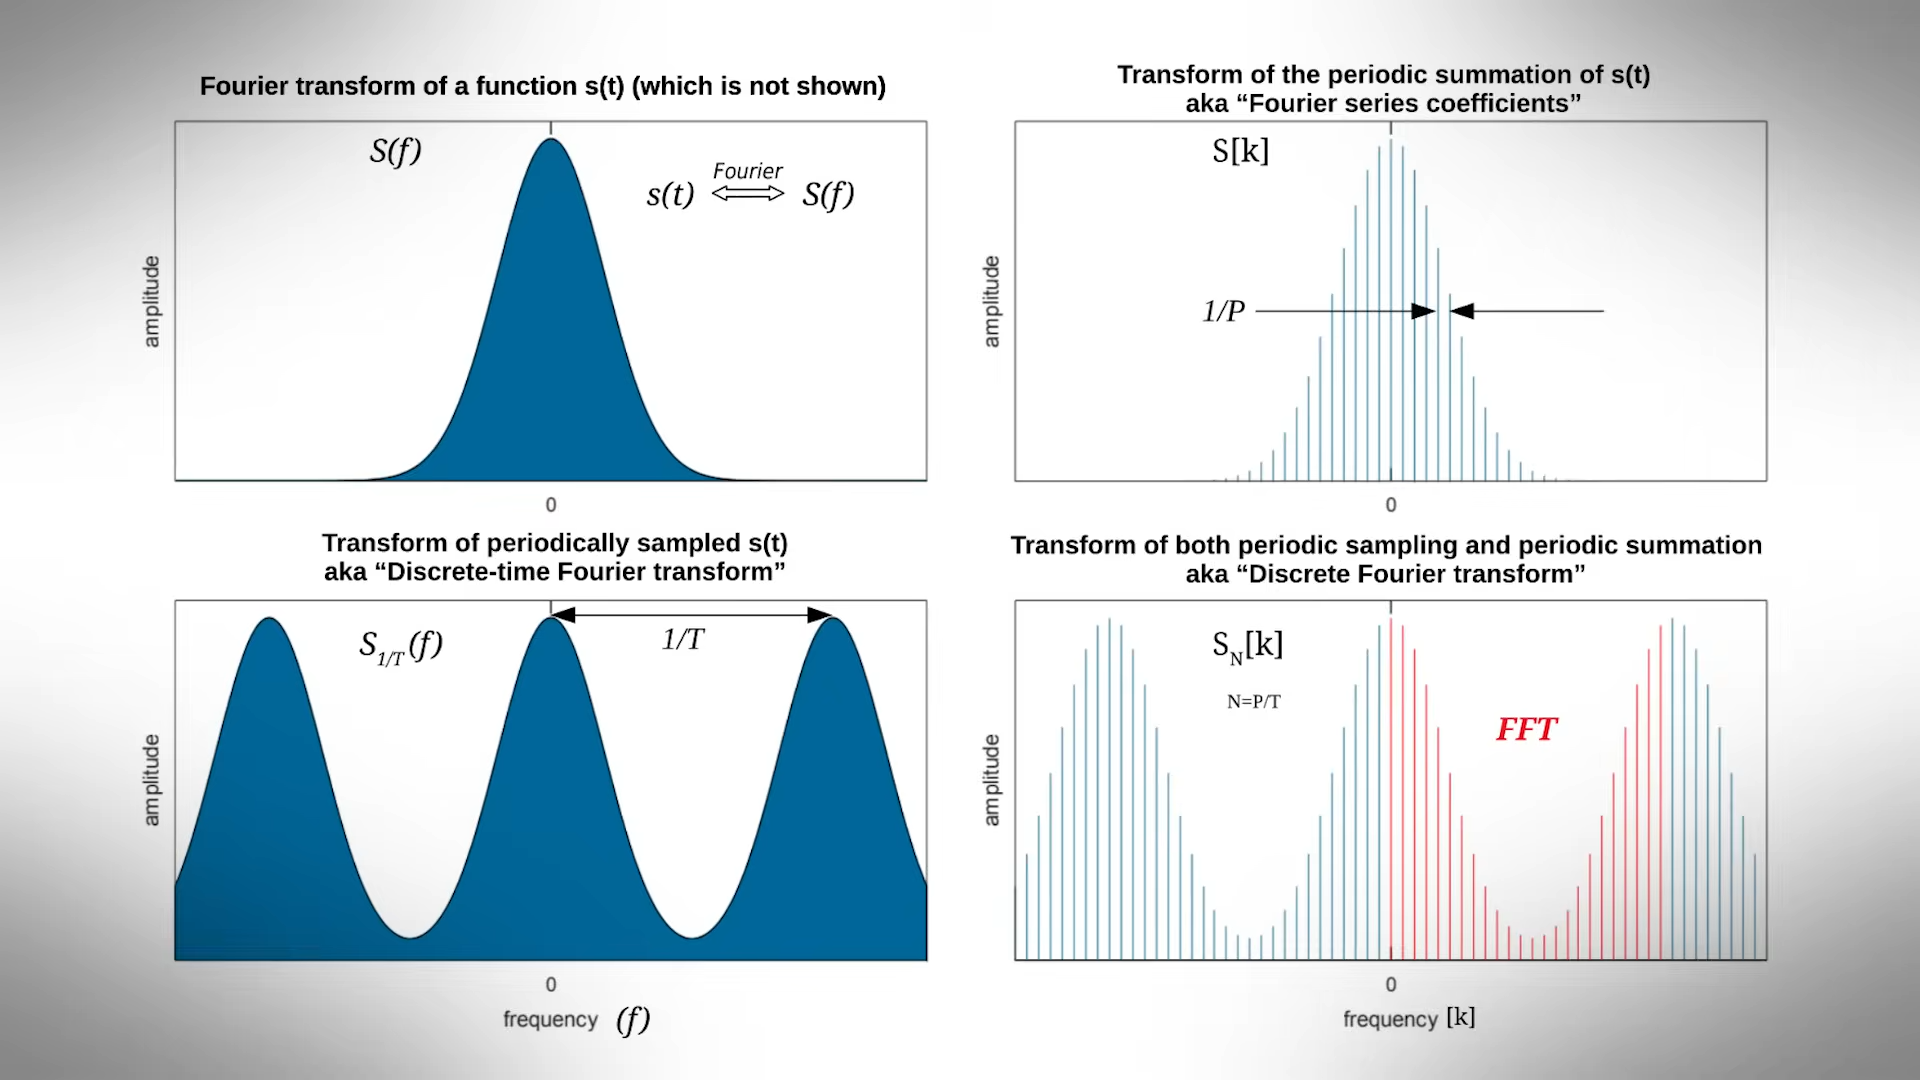 Fourier transform of a function s(t) (which is not shown)
S(f)
Fourier
s(t) S(f)
amplitude
0
Transform of the periodic summation of s(t)
aka “Fourier series coefficients”
S[k]
1/P
amplitude
0
Transform of periodically sampled s(t)
aka “Discrete-time Fourier transform”
S1/T(f)
1/T
amplitude
0
frequency (f)
Transform of both periodic sampling and periodic summation
aka “Discrete Fourier transform”
SN[k]
N=P/T
FFT
amplitude
0
frequency [k]